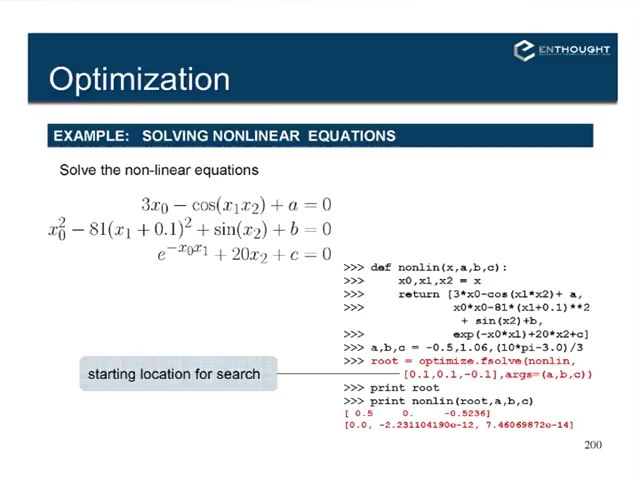 ENTHOUGHT
Optimization
EXAMPLE: SOLVING NONLINEAR EQUATIONS
Solve the non-linear equations
3x₀ − cos(x₁x₂) + a = 0
x₀² − 81(x₁ + 0.1)² + sin(x₂) + b = 0
e^{−x₀x₁} + 20x₂ + c = 0
>>> def nonlin(x,a,b,c):
>>>     x0,x1,x2 = x
>>>     return [3*x0-cos(x1*x2)+ a,
>>>             x0*x0-81*(x1+0.1)**2
+ sin(x2)+b,
>>>             exp(-x0*x1)+20*x2+c]
>>> a,b,c = -0.5,1.06,(10*pi-3.0)/3
>>> root = optimize.fsolve(nonlin,
[0.1,0.1,-0.1],args=(a,b,c))
starting location for search
>>> print root
>>> print nonlin(root,a,b,c)
[ 0.5 0. -0.5236]
[0.0, -2.231104190e-12, 7.46069872e-14]
200